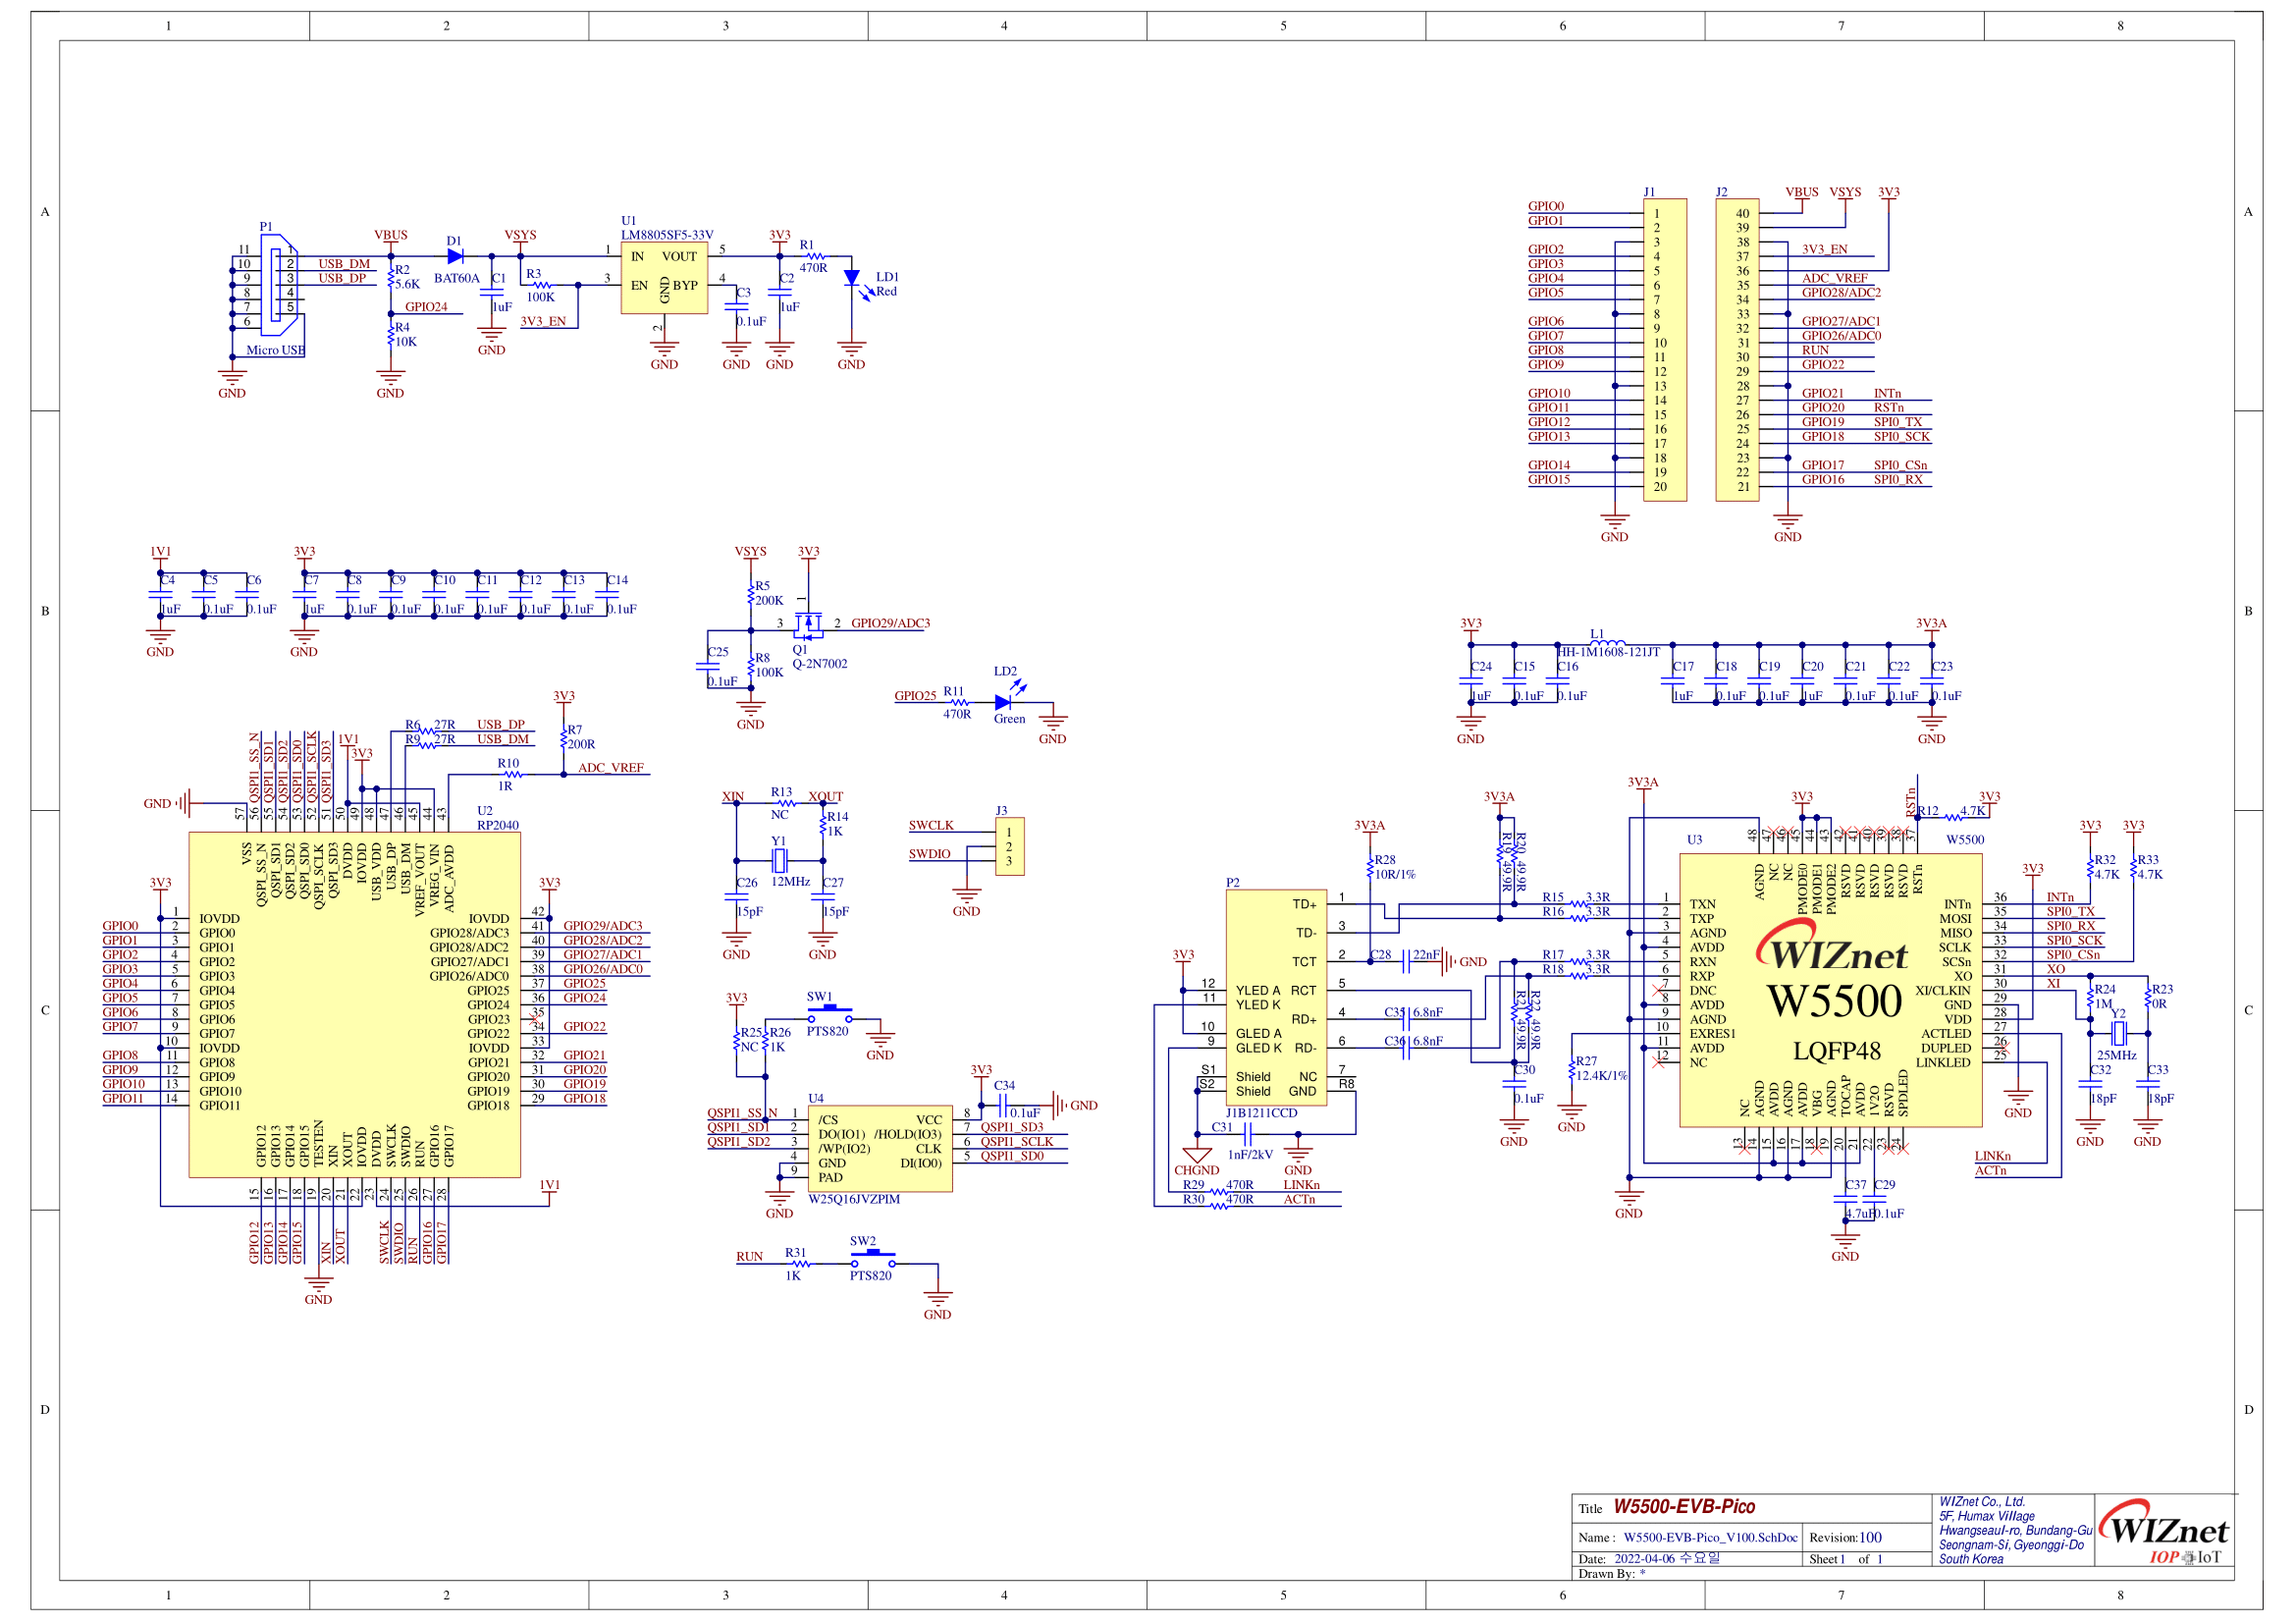 1 2 3 4 5 6 7 8
A
A
P1
11
10
9
8
7
6
1
2
3
4
5
Micro USB
GND
USB_DM
USB_DP
VBUS
R2
5.6K
GPIO24
R4
10K
GND
D1
BAT60A
C1
1uF
GND
VSYS
R3
100K
3V3_EN
U1
LM8805SF5-33V
1 IN VOUT 5
3 EN GND BYP 4
2
GND
C3
0.1uF
GND
3V3
C2
1uF
GND
R1
470R
LD1
Red
GND
J1
GPIO0 1
GPIO1 2
3
GPIO2 4
GPIO3 5
GPIO4 6
GPIO5 7
8
GPIO6 9
GPIO7 10
GPIO8 11
GPIO9 12
13
GPIO10 14
GPIO11 15
GPIO12 16
GPIO13 17
18
GPIO14 19
GPIO15 20
GND
J2
VBUS VSYS 3V3
40
39
38
37 3V3_EN
36
35 ADC_VREF
34 GPIO28/ADC2
33
32 GPIO27/ADC1
31 GPIO26/ADC0
30 RUN
29 GPIO22
28
27 GPIO21 INTn
26 GPIO20 RSTn
25 GPIO19 SPI0_TX
24 GPIO18 SPI0_SCK
23
22 GPIO17 SPI0_CSn
21 GPIO16 SPI0_RX
GND
B
B
1V1
C4 C5 C6
1uF 0.1uF 0.1uF
GND
3V3
C7 C8 C9 C10 C11 C12 C13 C14
1uF 0.1uF 0.1uF 0.1uF 0.1uF 0.1uF 0.1uF 0.1uF
GND
VSYS
R5
200K
3V3
1
3 2 GPIO29/ADC3
Q1
Q-2N7002
C25
0.1uF
R8
100K
GND
GPIO25 R11
470R
LD2
Green
GND
3V3
L1
HH-1M1608-121JT
3V3A
C24 C15 C16 C17 C18 C19 C20 C21 C22 C23
1uF 0.1uF 0.1uF 1uF 0.1uF 0.1uF 1uF 0.1uF 0.1uF 0.1uF
GND
GND
C
C
GND
QSPI1_SS_N
QSPI1_SD1
QSPI1_SD2
QSPI1_SD0
QSPI1_SCLK
QSPI1_SD3
1V1
3V3
R6 27R USB_DP
R9 27R USB_DM
3V3
R7
200R
R10
1R
ADC_VREF
U2
RP2040
57 56 55 54 53 52 51 50 49 48 47 46 45 44 43
VSS
QSPI_SS_N
QSPI_SD1
QSPI_SD2
QSPI_SD0
QSPI_SCLK
QSPI_SD3
DVDD
IOVDD
USB_VDD
USB_DP
USB_DM
VREF_VOUT
VREG_VIN
ADC_AVDD
3V3
1 IOVDD
GPIO0 2 GPIO0
GPIO1 3 GPIO1
GPIO2 4 GPIO2
GPIO3 5 GPIO3
GPIO4 6 GPIO4
GPIO5 7 GPIO5
GPIO6 8 GPIO6
GPIO7 9 GPIO7
10 IOVDD
GPIO8 11 GPIO8
GPIO9 12 GPIO9
GPIO10 13 GPIO10
GPIO11 14 GPIO11
3V3
IOVDD 42
GPIO28/ADC3 41 GPIO29/ADC3
GPIO28/ADC2 40 GPIO28/ADC2
GPIO27/ADC1 39 GPIO27/ADC1
GPIO26/ADC0 38 GPIO26/ADC0
GPIO25 37 GPIO25
GPIO24 36 GPIO24
GPIO23 35
GPIO22 34 GPIO22
IOVDD 33
GPIO21 32 GPIO21
GPIO20 31 GPIO20
GPIO19 30 GPIO19
GPIO18 29 GPIO18
GPIO12
GPIO13
GPIO14
GPIO15
TESTEN
XIN
XOUT
IOVDD
DVDD
SWCLK
SWDIO
RUN
GPIO16
GPIO17
15 16 17 18 19 20 21 22 23 24 25 26 27 28
1V1
GPIO12
GPIO13
GPIO14
GPIO15
XIN
XOUT
SWCLK
SWDIO
RUN
GPIO16
GPIO17
GND
XIN R13 XOUT
NC
R14
1K
Y1
12MHz
C26
15pF
C27
15pF
GND GND
J3
SWCLK 1
2
SWDIO 3
GND
3V3
R25
NC
R26
1K
SW1
PTS820
GND
U4
QSPI1_SS_N 1 /CS VCC 8
QSPI1_SD1 2 DO(IO1) /HOLD(IO3) 7 QSPI1_SD3
QSPI1_SD2 3 /WP(IO2) CLK 6 QSPI1_SCLK
4 GND DI(IO0) 5 QSPI1_SD0
9 PAD
W25Q16JVZPIM
GND
3V3
C34
0.1uF
GND
RUN R31
1K
SW2
PTS820
GND
3V3A
R28
10R/1%
P2
TD+ 1
TD- 3
TCT 2
12 YLED A RCT 5
11 YLED K
RD+ 4
10 GLED A
9 GLED K RD- 6
S1 Shield NC 7
S2 Shield GND R8
J1B1211CCD
3V3
C28 22nF GND
C35 6.8nF
C36 6.8nF
C31
1nF/2kV
CHGND
GND
R29 470R LINKn
R30 470R ACTn
3V3A
R19 49.9R
R20 49.9R
R15 3.3R
R16 3.3R
R17 3.3R
R18 3.3R
49.9R
49.9R
C30
0.1uF
GND
R27
12.4K/1%
GND
3V3A
U3
W5500
3V3
RSTn
R12 4.7K
3V3
48 47 46 45 44 43 42 41 40 39 38 37
AGND
NC
NC
PMODE0
PMODE1
PMODE2
RSVD
RSVD
RSVD
RSVD
RSVD
RSTn
1 TXN
2 TXP
3 AGND
4 AVDD
5 RXN
6 RXP
7 DNC
8 AVDD
9 AGND
10 EXRES1
11 AVDD
12 NC
WIZnet
W5500
LQFP48
INTn 36 INTn
MOSI 35 SPI0_TX
MISO 34 SPI0_RX
SCLK 33 SPI0_SCK
SCSn 32 SPI0_CSn
XO 31 XO
XI/CLKIN 30 XI
GND 29
VDD 28
ACTLED 27
DUPLED 26
LINKLED 25
NC
AGND
AVDD
AGND
AVDD
VBG
AGND
TOCAP
AVDD
1V2O
RSVD
SPDLED
13 14 15 16 17 18 19 20 21 22 23 24
GND
C37
4.7uF
C29
0.1uF
GND
3V3
3V3
3V3
R32
4.7K
R33
4.7K
R24
1M
R23
0R
Y2
25MHz
C32
18pF
C33
18pF
GND
GND GND
LINKn
ACTn
D
D
Title W5500-EVB-Pico
Name : W5500-EVB-Pico_V100.SchDoc Revision:100
Date: 2022-04-06 수요일 Sheet 1 of 1
Drawn By: *
WIZnet Co., Ltd.
5F, Humax Village
Hwangseaul-ro, Bundang-Gu
Seongnam-Si, Gyeonggi-Do
South Korea
WIZnet
IOP IoT
1 2 3 4 5 6 7 8